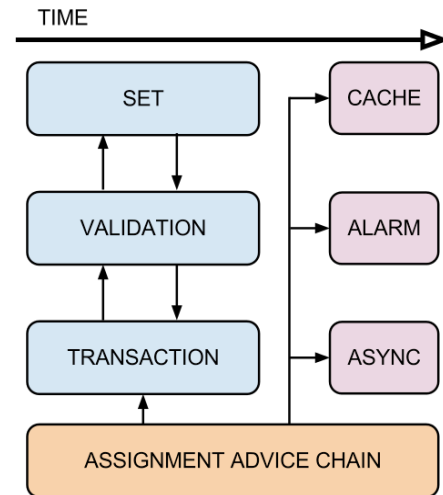 TIME
SET
CACHE
VALIDATION
ALARM
TRANSACTION
ASYNC
ASSIGNMENT ADVICE CHAIN